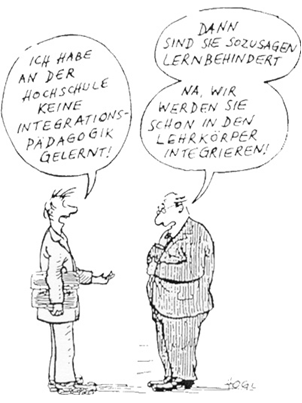 ICH HABE
AN DER
HOCHSCHULE
KEINE
INTEGRATIONS-
PÄDAGOGIK
GELERNT!
DANN
SIND SIE SOZUSAGEN
LERNBEHINDERT
NA, WIR
WERDEN SIE
SCHON IN DEN
LEHRKÖRPER
INTEGRIEREN!